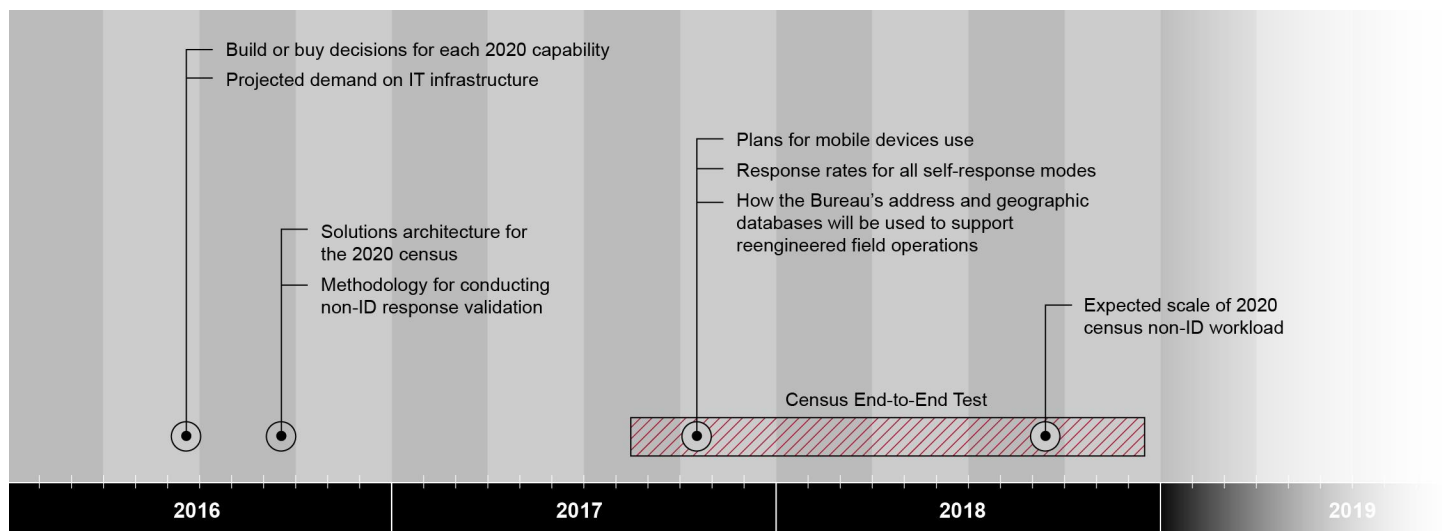 Build or buy decisions for each 2020 capability
Projected demand on IT infrastructure
Plans for mobile devices use
Response rates for all self-response modes
How the Bureau’s address and geographic
databases will be used to support
reengineered field operations
Solutions architecture for
the 2020 census
Methodology for conducting
non-ID response validation
Expected scale of 2020
census non-ID workload
Census End-to-End Test
2016
2017
2018
2019